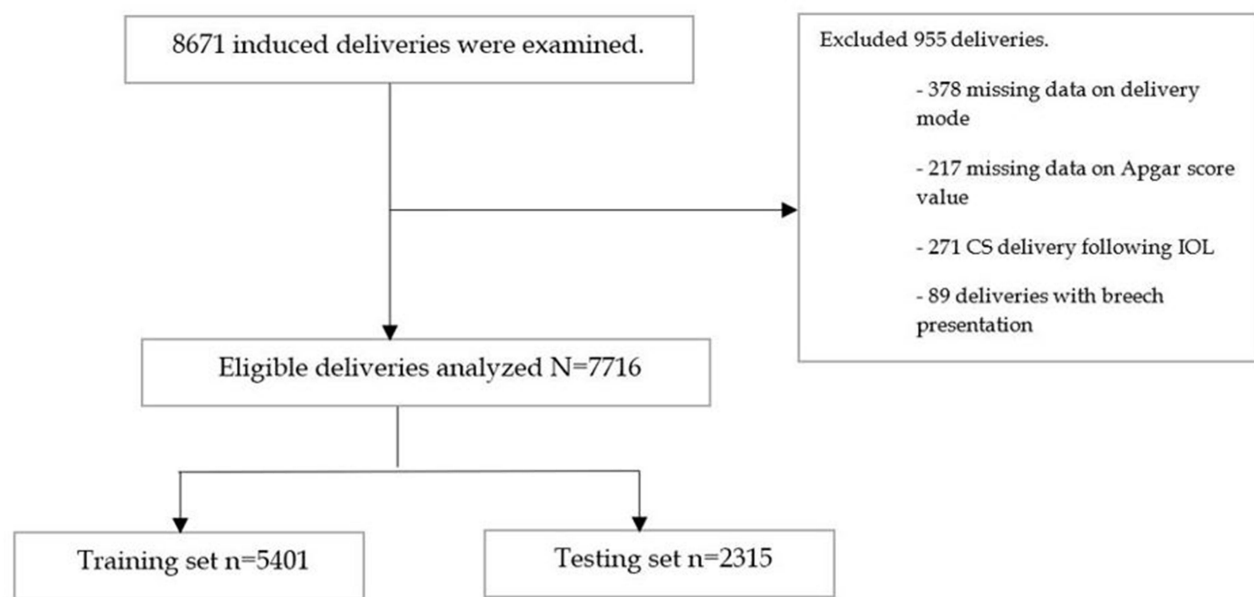 8671 induced deliveries were examined.
Excluded 955 deliveries.
- 378 missing data on delivery
mode
- 217 missing data on Apgar score
value
- 271 CS delivery following IOL
- 89 deliveries with breech
presentation
Eligible deliveries analyzed N=7716
Training set n=5401
Testing set n=2315